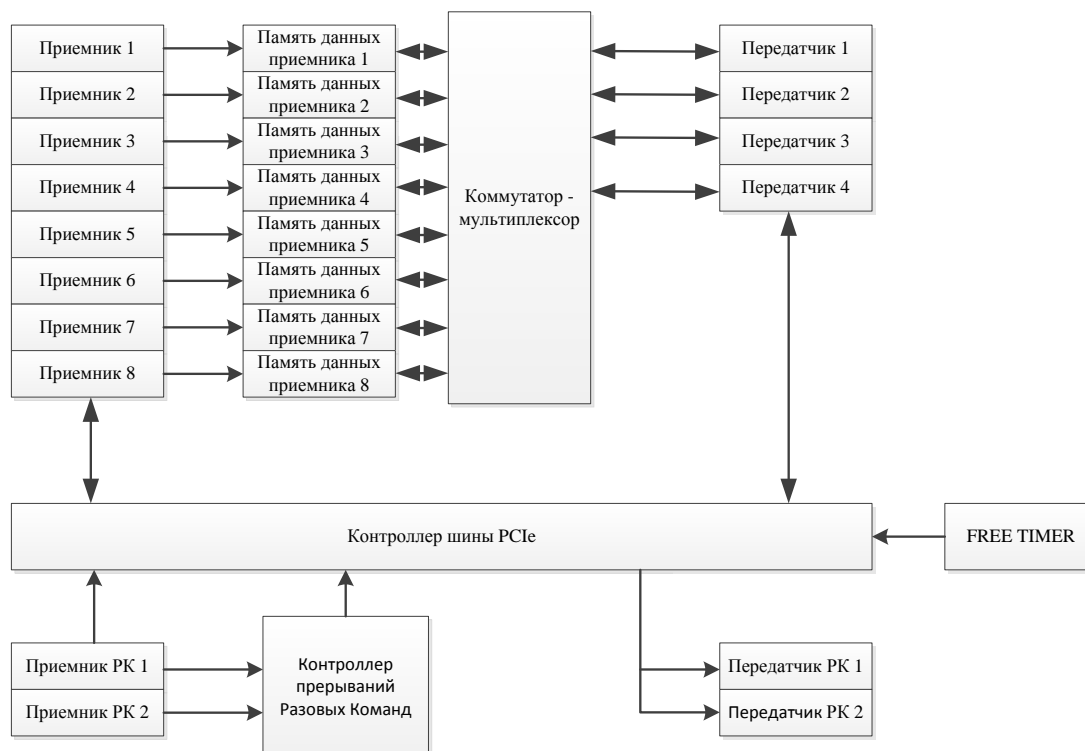 Приемник 1
Приемник 2
Приемник 3
Приемник 4
Приемник 5
Приемник 6
Приемник 7
Приемник 8
Память данных
приемника 1
Память данных
приемника 2
Память данных
приемника 3
Память данных
приемника 4
Память данных
приемника 5
Память данных
приемника 6
Память данных
приемника 7
Память данных
приемника 8
Коммутатор -
мультиплексор
Передатчик 1
Передатчик 2
Передатчик 3
Передатчик 4
Контроллер шины PCIe
FREE TIMER
Приемник РК 1
Приемник РК 2
Контроллер
прерываний
Разовых Команд
Передатчик РК 1
Передатчик РК 2